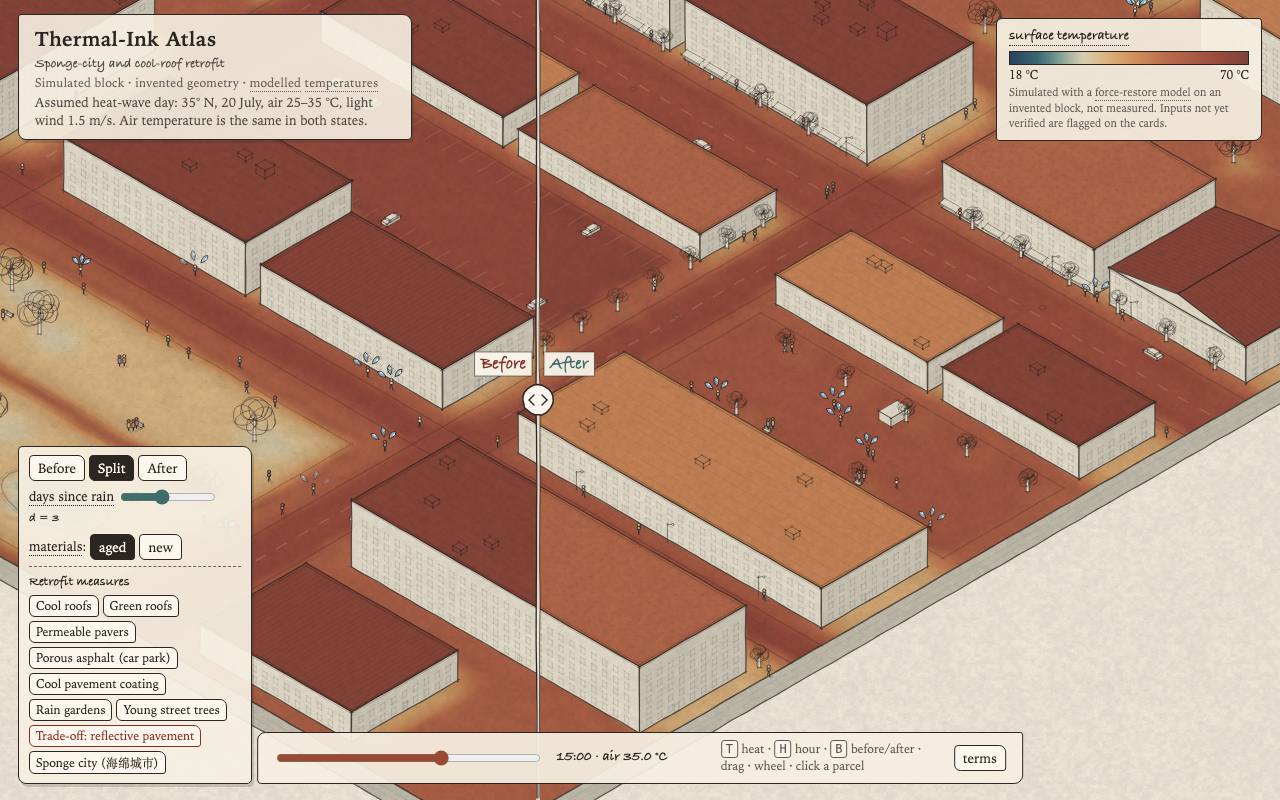 Thermal-Ink Atlas
Sponge-city and cool-roof retrofit
Simulated block · invented geometry · modelled temperatures
Assumed heat-wave day: 35° N, 20 July, air 25–35 °C, light
wind 1.5 m/s. Air temperature is the same in both states.
surface temperature
18 °C 70 °C
Simulated with a force-restore model on an
invented block, not measured. Inputs not yet
verified are flagged on the cards.
Before After
Before Split After
days since rain
d = 3
materials: aged new
Retrofit measures
Cool roofs Green roofs
Permeable pavers
Porous asphalt (car park)
Cool pavement coating
Rain gardens Young street trees
Trade-off: reflective pavement
Sponge city (海绵城市)
15:00 · air 35.0 °C
T heat · H hour · B before/after ·
drag · wheel · click a parcel
terms